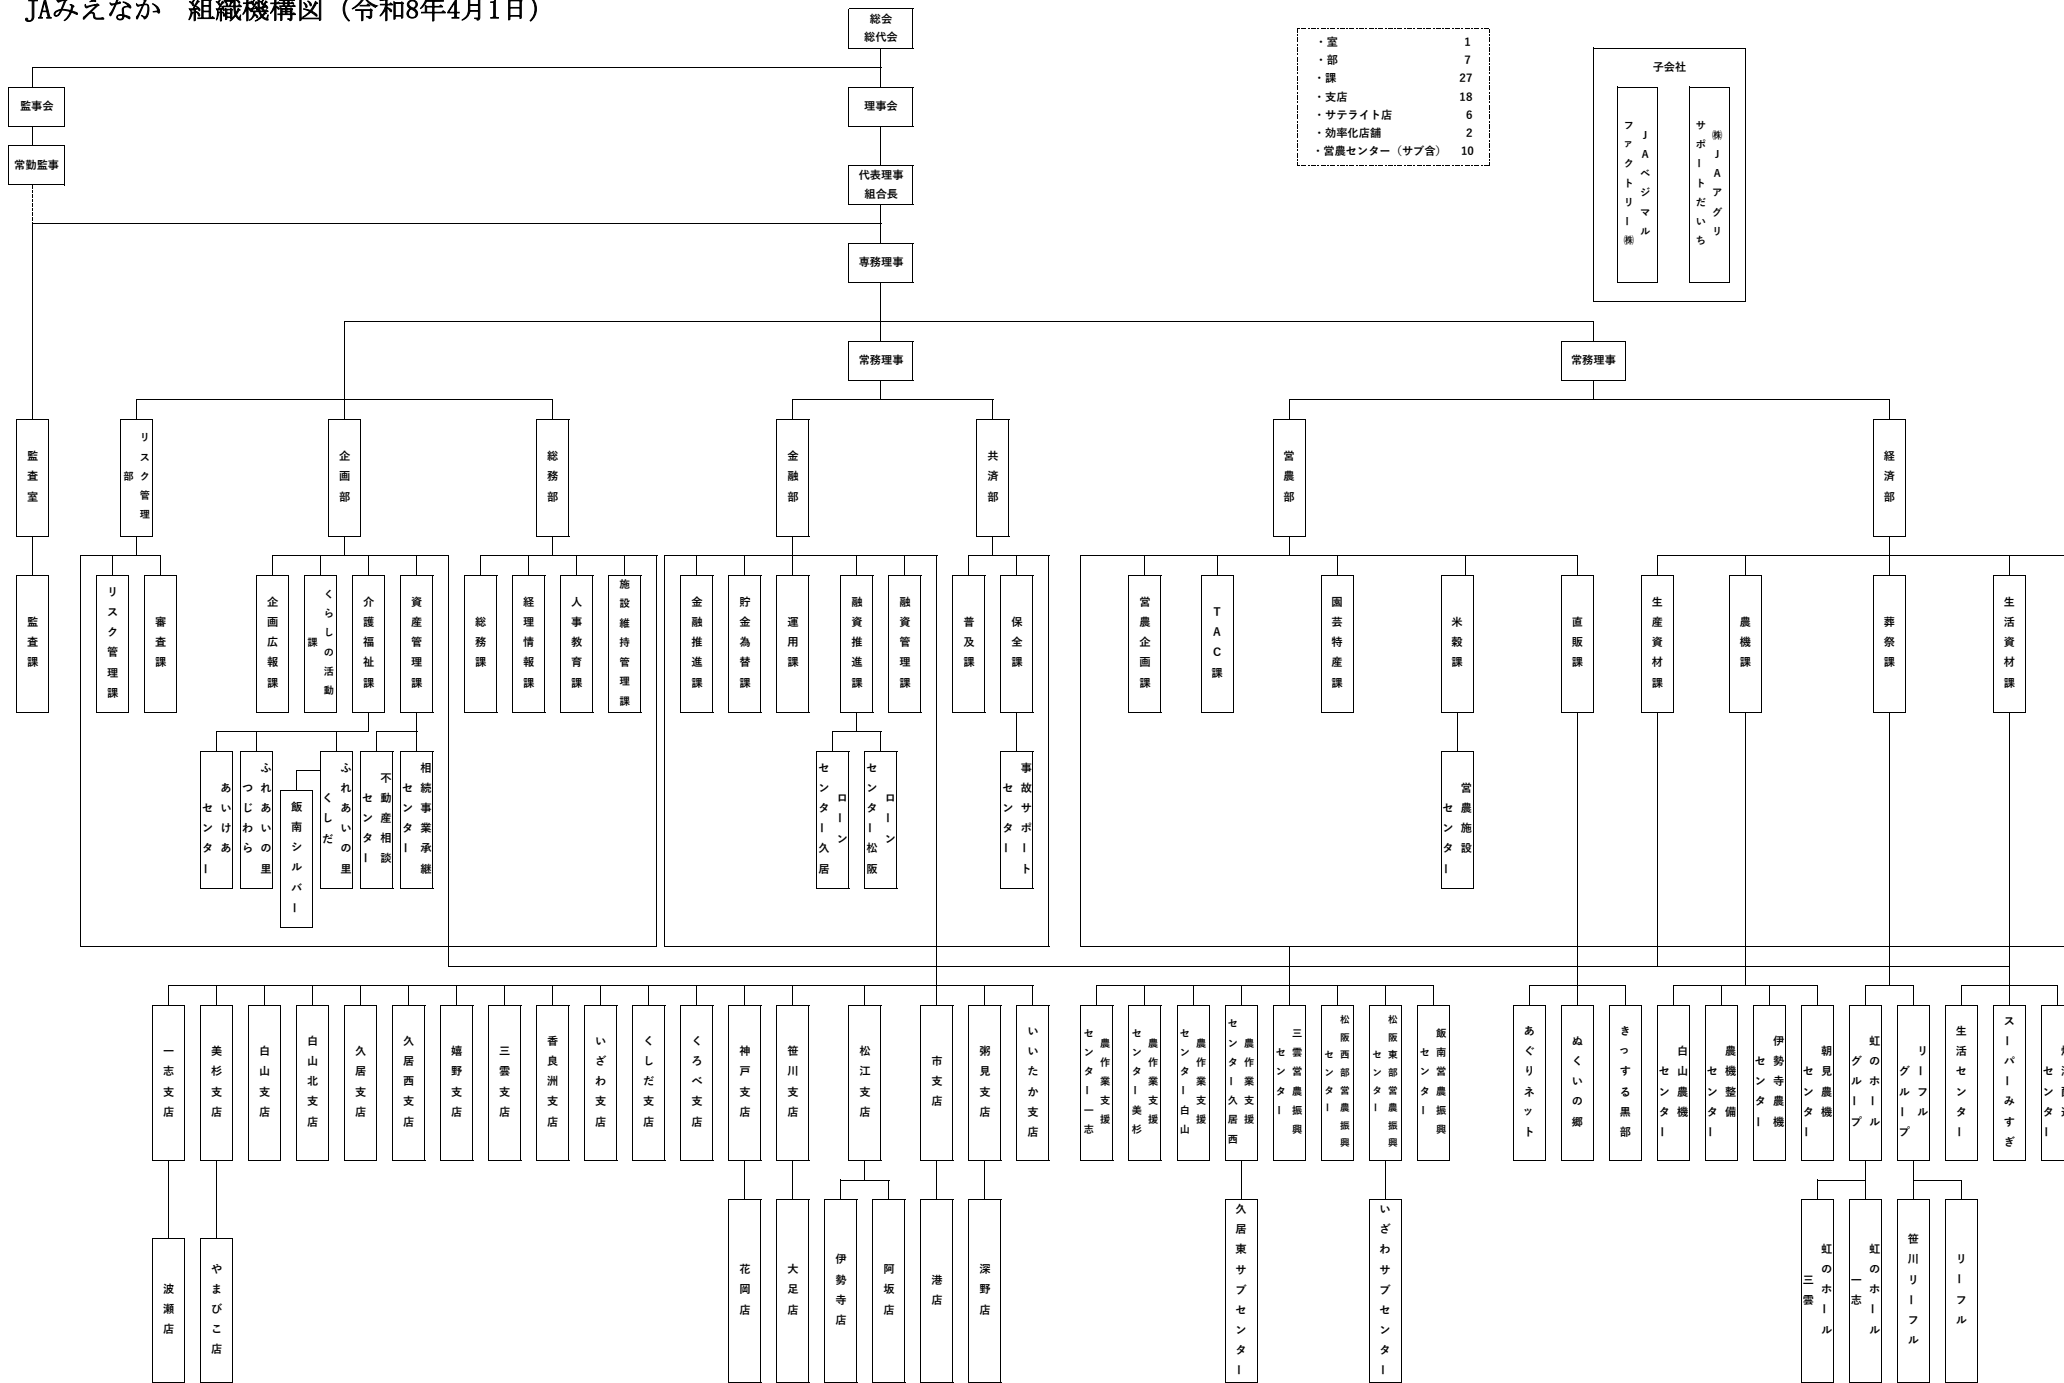 JAみえなか　組織機構図（令和8年4月1日）
総会
総代会
監事会
理事会
常勤監事
代表理事
組合長
専務理事
常務理事
常務理事
・室 1
・部 7
・課 27
・支店 18
・サテライト店 6
・効率化店舗 2
・営農センター（サブ含） 10
子会社
JAベジマル
ファクトリー㈱
㈱JAアグリ
サポートだいち
監査室
リスク管理
部
企画部
総務部
金融部
共済部
営農部
経済部
監査課
リスク管理課
審査課
企画広報課
くらしの活動
課
介護福祉課
資産管理課
総務課
経理情報課
人事教育課
施設維持管理課
金融推進課
貯金為替課
運用課
融資推進課
融資管理課
普及課
保全課
営農企画課
TAC課
園芸特産課
米穀課
直販課
生産資材課
農機課
葬祭課
生活資材課
あいけあ
センター
ふれあいの里
つじわら
飯南シルバー
ふれあいの里
くしだ
不動産相談
センター
相続事業承継
センター
ローン
センター久居
ローン
センター松阪
事故サポート
センター
営農施設
センター
一志支店
美杉支店
白山支店
白山北支店
久居支店
久居西支店
嬉野支店
三雲支店
香良洲支店
いざわ支店
くしだ支店
くろべ支店
神戸支店
笹川支店
松江支店
市支店
粥見支店
いいたか支店
農作業支援
センター一志
農作業支援
センター美杉
農作業支援
センター白山
農作業支援
センター久居西
三雲営農振興
センター
松阪西部営農振興
センター
松阪東部営農振興
センター
飯南営農振興
センター
あぐりネット
ぬくいの郷
きっする黒部
白山農機
センター
農機整備
センター
伊勢寺農機
センター
朝見農機
センター
虹のホール
グループ
リーフル
グループ
生活センター
スーパーみすぎ
センター
波瀬店
やまびこ店
花岡店
大足店
伊勢寺店
阿坂店
港店
深野店
久居東サブセンター
いざわサブセンター
虹のホール
三雲
虹のホール
一志
笹川リーフル
リーフル